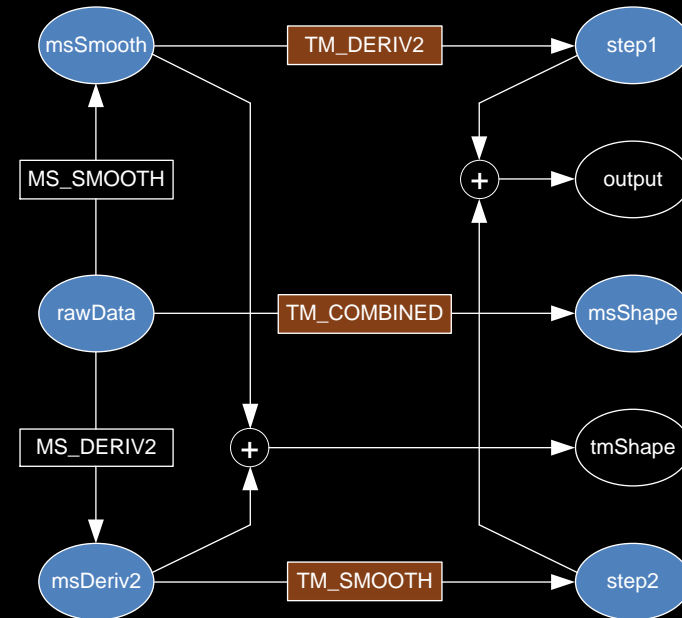 msSmooth
TM_DERIV2
step1
MS_SMOOTH
+
output
rawData
TM_COMBINED
msShape
MS_DERIV2
+
tmShape
msDeriv2
TM_SMOOTH
step2